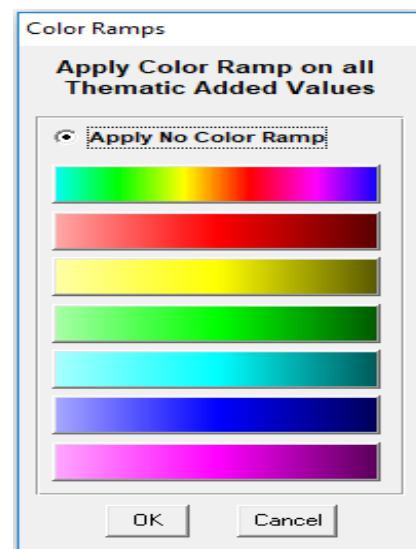 Color Ramps
Apply Color Ramp on all
Thematic Added Values
Apply No Color Ramp
OK
Cancel